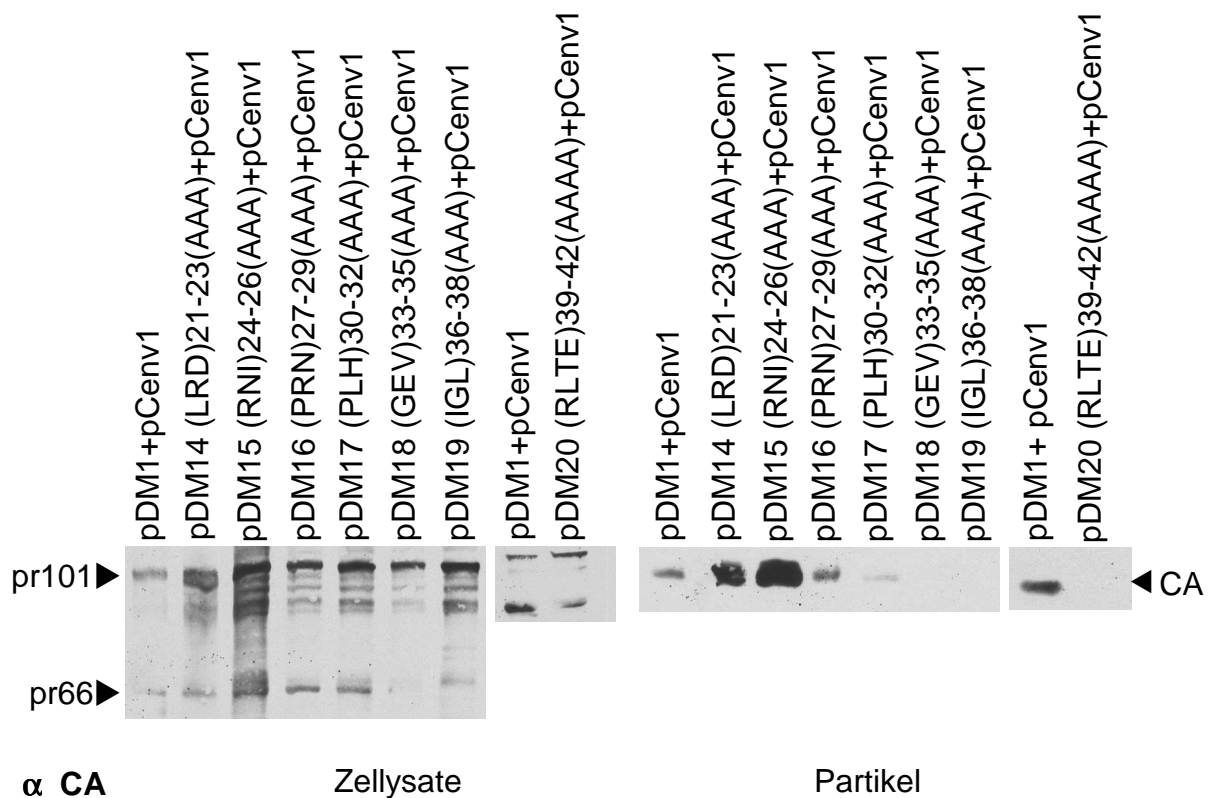 pDM1+pCenv1
pDM14 (LRD)21-23(AAA)+pCenv1
pDM15 (RNI)24-26(AAA)+pCenv1
pDM16 (PRN)27-29(AAA)+pCenv1
pDM17 (PLH)30-32(AAA)+pCenv1
pDM18 (GEV)33-35(AAA)+pCenv1
pDM19 (IGL)36-38(AAA)+pCenv1
pDM1+pCenv1
pDM20 (RLTE)39-42(AAAA)+pCenv1
pDM1+pCenv1
pDM14 (LRD)21-23(AAA)+pCenv1
pDM15 (RNI)24-26(AAA)+pCenv1
pDM16 (PRN)27-29(AAA)+pCenv1
pDM17 (PLH)30-32(AAA)+pCenv1
pDM18 (GEV)33-35(AAA)+pCenv1
pDM19 (IGL)36-38(AAA)+pCenv1
pDM1+ pCenv1
pDM20 (RLTE)39-42(AAAA)+pCenv1
pr101
CA
pr66
α CA
Zellysate
Partikel